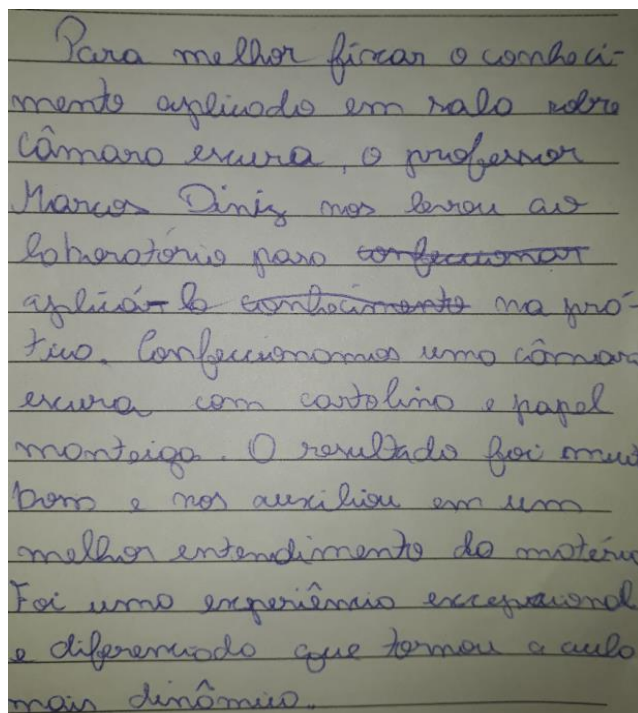 Para melhor fixar o conheci-
mento aplicado em sala sobre
câmara escura, o professor
Marcos Diniz nos levou ao
laboratório para confeccionar
aplicá-lo conhecimento na prá-
tica. Confeccionamos uma câmara
escura com cartolina e papel
manteiga. O resultado foi muito
bom e nos auxiliou em um
melhor entendimento da matéria
Foi uma experiência excepcional
e diferenciada que tornou a aula
mais dinâmica.